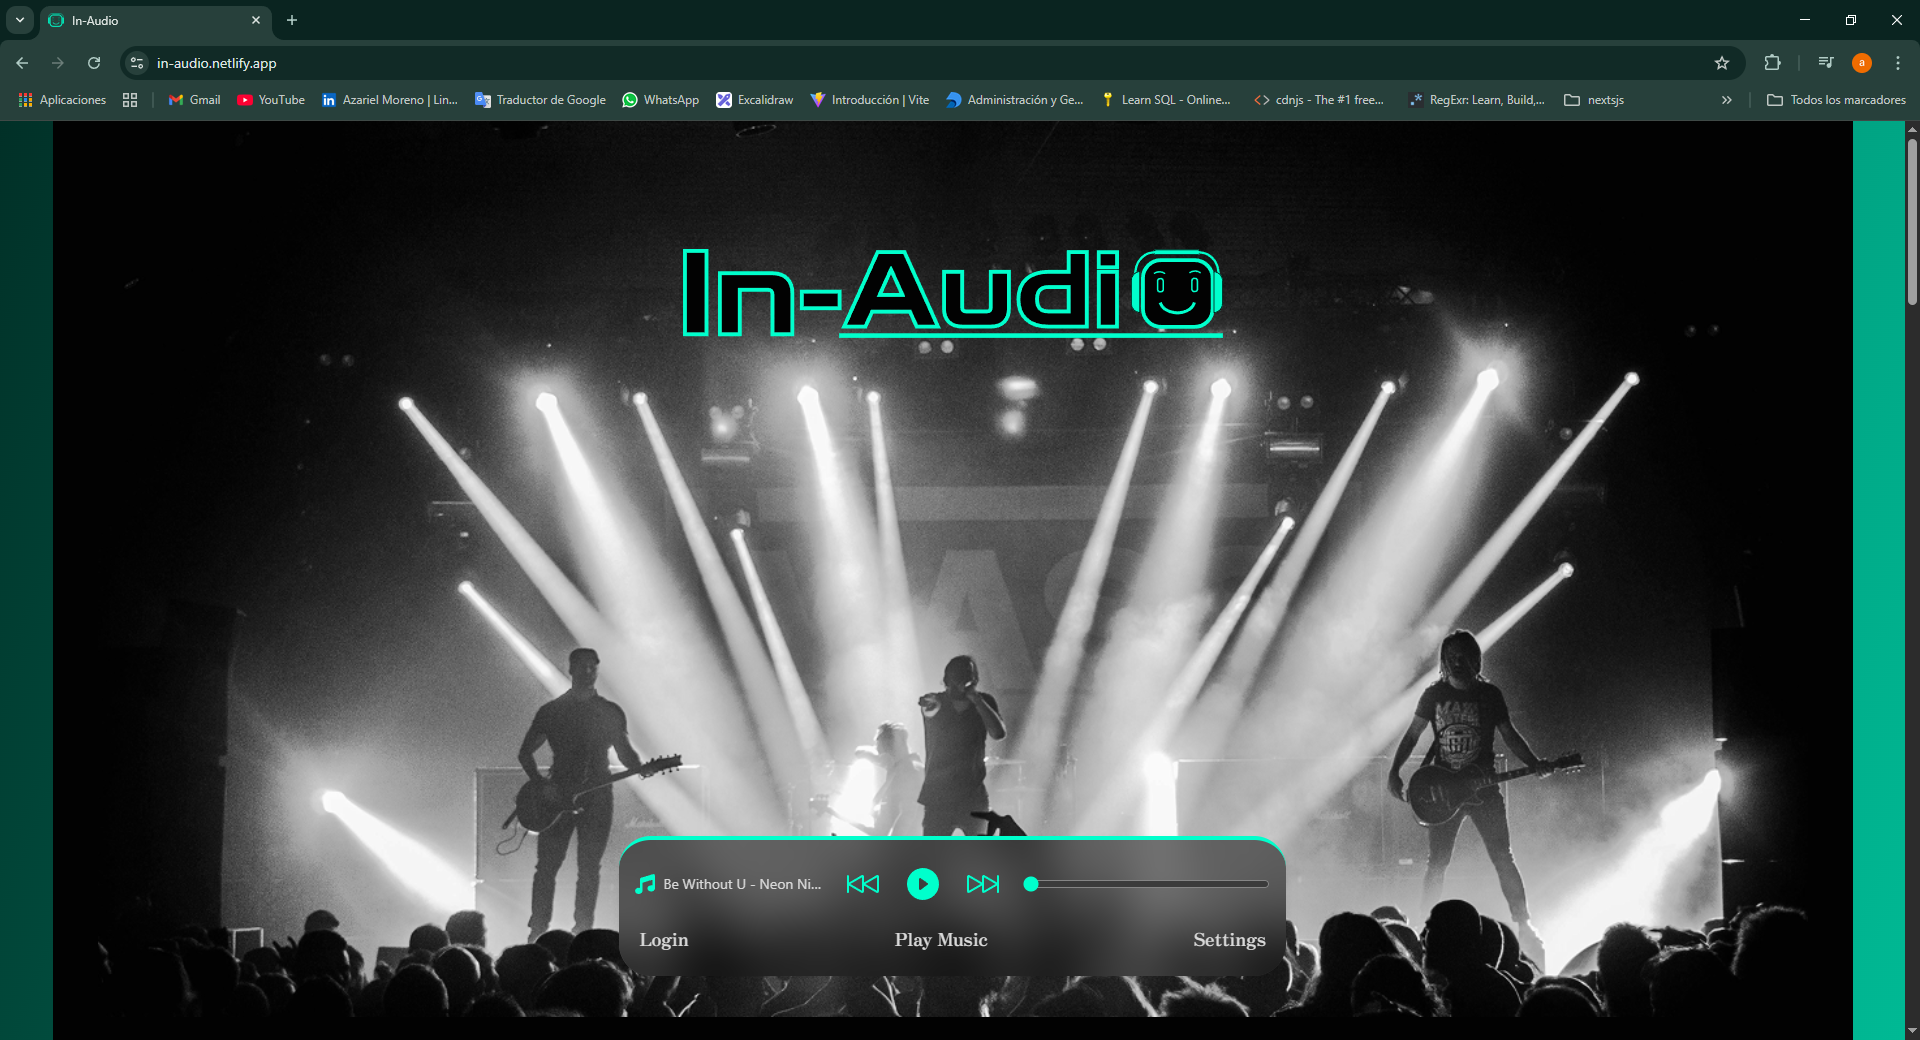 In-Audio
in-audio.netlify.app
a
Aplicaciones
Gmail
YouTube
Azariel Moreno | Lin...
Traductor de Google
WhatsApp
Excalidraw
Introducción | Vite
Administración y Ge...
Learn SQL - Online...
cdnjs - The #1 free...
RegExr: Learn, Build,...
nextsjs
Todos los marcadores
In-Audio
Be Without U - Neon Ni...
Login
Play Music
Settings